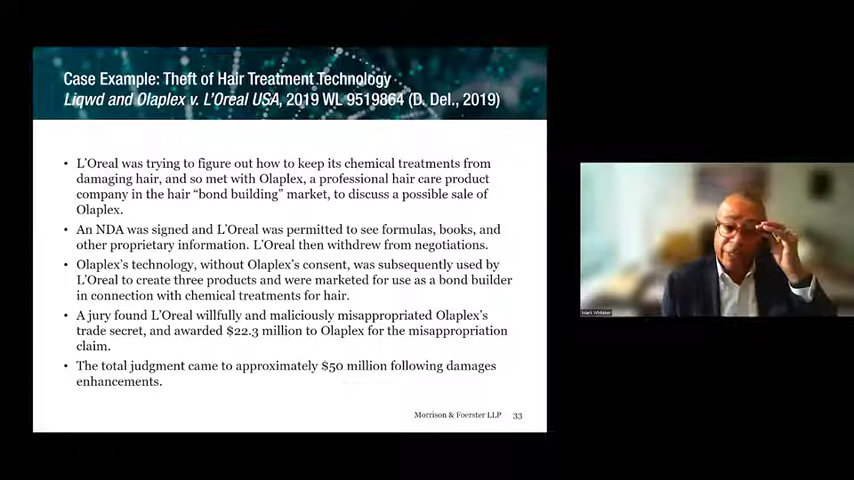 Case Example: Theft of Hair Treatment Technology
Liqwd and Olaplex v. L'Oreal USA, 2019 WL 9519864 (D. Del., 2019)
• L'Oreal was trying to figure out how to keep its chemical treatments from
damaging hair, and so met with Olaplex, a professional hair care product
company in the hair "bond building" market, to discuss a possible sale of
Olaplex.
• An NDA was signed and L'Oreal was permitted to see formulas, books, and
other proprietary information. L'Oreal then withdrew from negotiations.
• Olaplex's technology, without Olaplex's consent, was subsequently used by
L'Oreal to create three products and were marketed for use as a bond builder
in connection with chemical treatments for hair.
• A jury found L'Oreal willfully and maliciously misappropriated Olaplex's
trade secret, and awarded $22.3 million to Olaplex for the misappropriation
claim.
• The total judgment came to approximately $50 million following damages
enhancements.
Morrison & Foerster LLP 33
Mark Whitaker